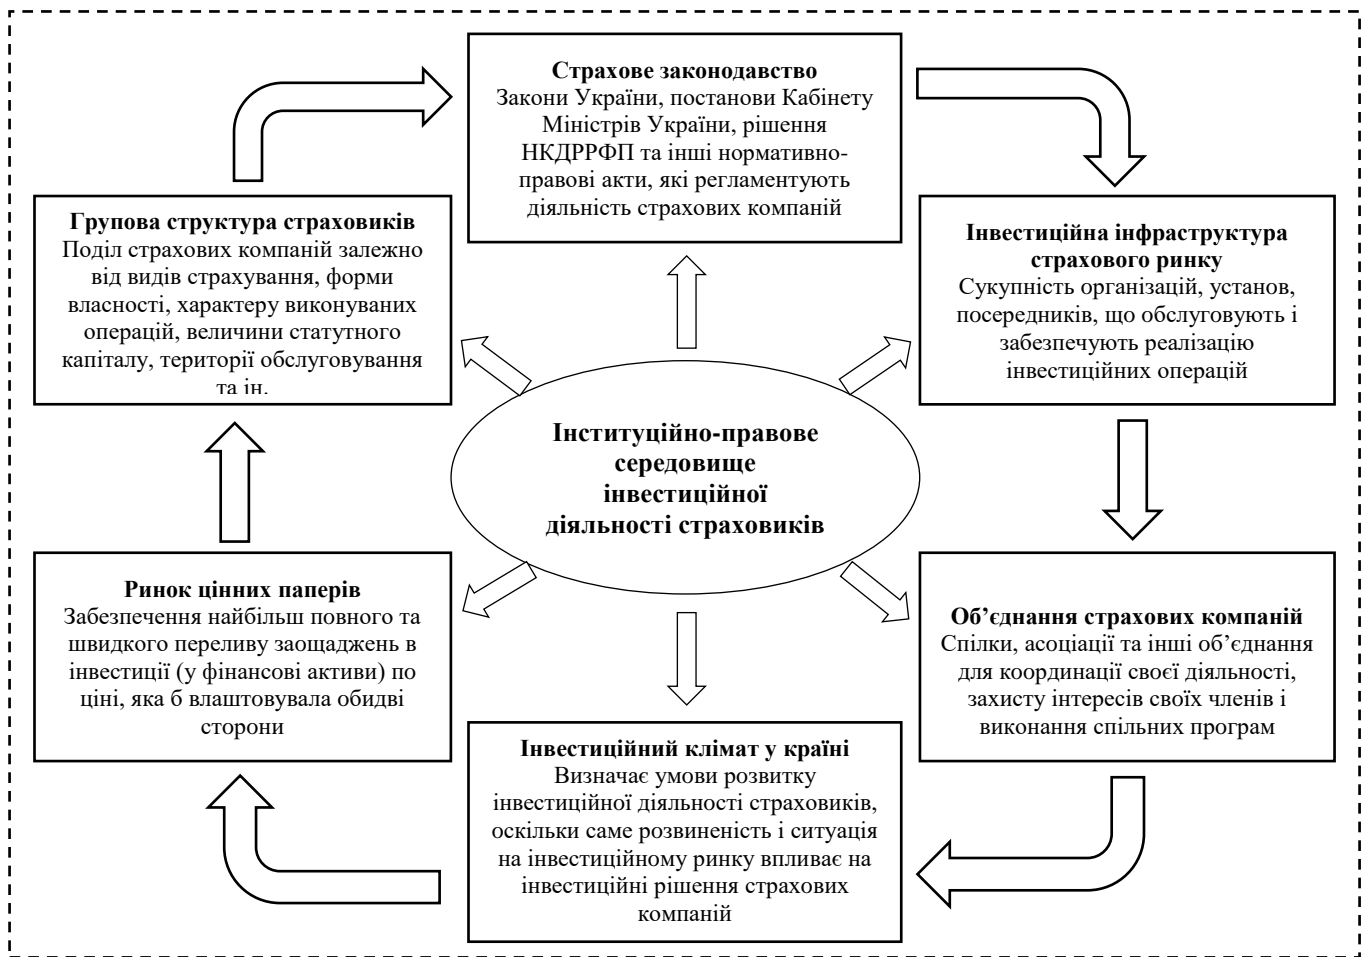 Страхове законодавство
Закони України, постанови Кабінету
Міністрів України, рішення
НКДРРФП та інші нормативно-
правові акти, які регламентують
діяльність страхових компаній
Групова структура страховиків
Поділ страхових компаній залежно
від видів страхування, форми
власності, характеру виконуваних
операцій, величини статутного
капіталу, території обслуговування
та ін.
Інвестиційна інфраструктура
страхового ринку
Сукупність організацій, установ,
посередників, що обслуговують і
забезпечують реалізацію
інвестиційних операцій
Інституційно-правове
середовище
інвестиційної
діяльності страховиків
Ринок цінних паперів
Забезпечення найбільш повного та
швидкого переливу заощаджень в
інвестиції (у фінансові активи) по
ціні, яка б влаштовувала обидві
сторони
Об’єднання страхових компаній
Спілки, асоціації та інші об’єднання
для координації своєї діяльності,
захисту інтересів своїх членів і
виконання спільних програм
Інвестиційний клімат у країні
Визначає умови розвитку
інвестиційної діяльності страховиків,
оскільки саме розвиненість і ситуація
на інвестиційному ринку впливає на
інвестиційні рішення страхових
компаній